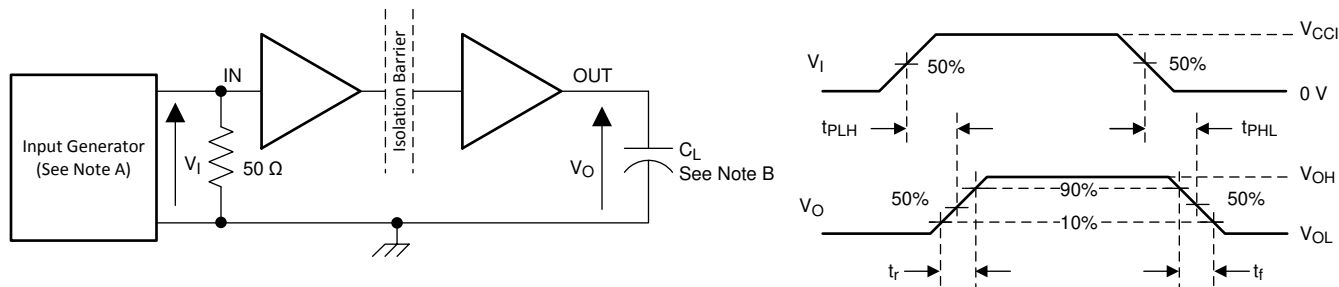 Input Generator
(See Note A)
IN
V_I
50 Ω
Isolation Barrier
OUT
V_O
C_L
See Note B
V_I
50%
50%
V_CCI
0 V
t_PLH
t_PHL
V_O
50%
90%
10%
50%
V_OH
V_OL
t_r
t_f